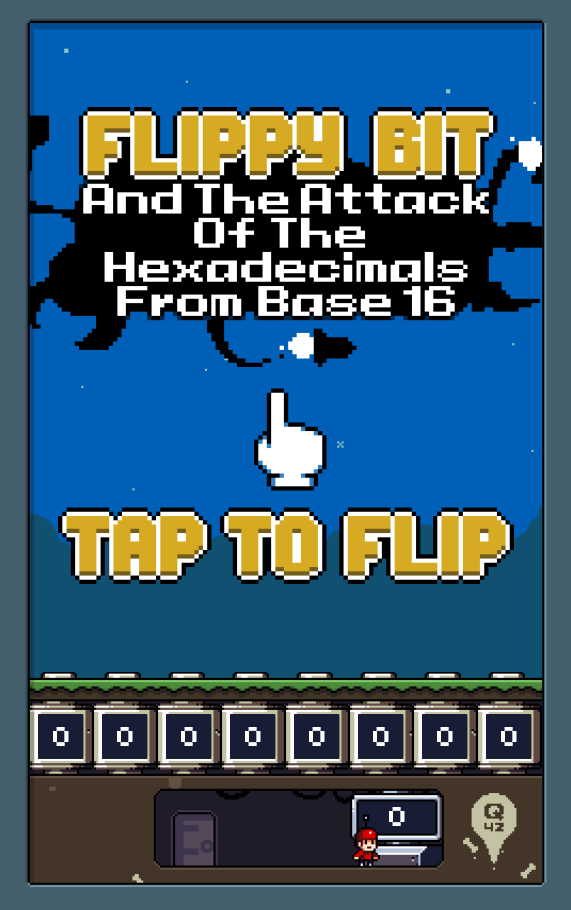 FLIPPY BIT
And The Attack
Of The
Hexadecimals
From Base 16
TAP TO FLIP
0 0 0 0 0 0 0 0
0
Q
42